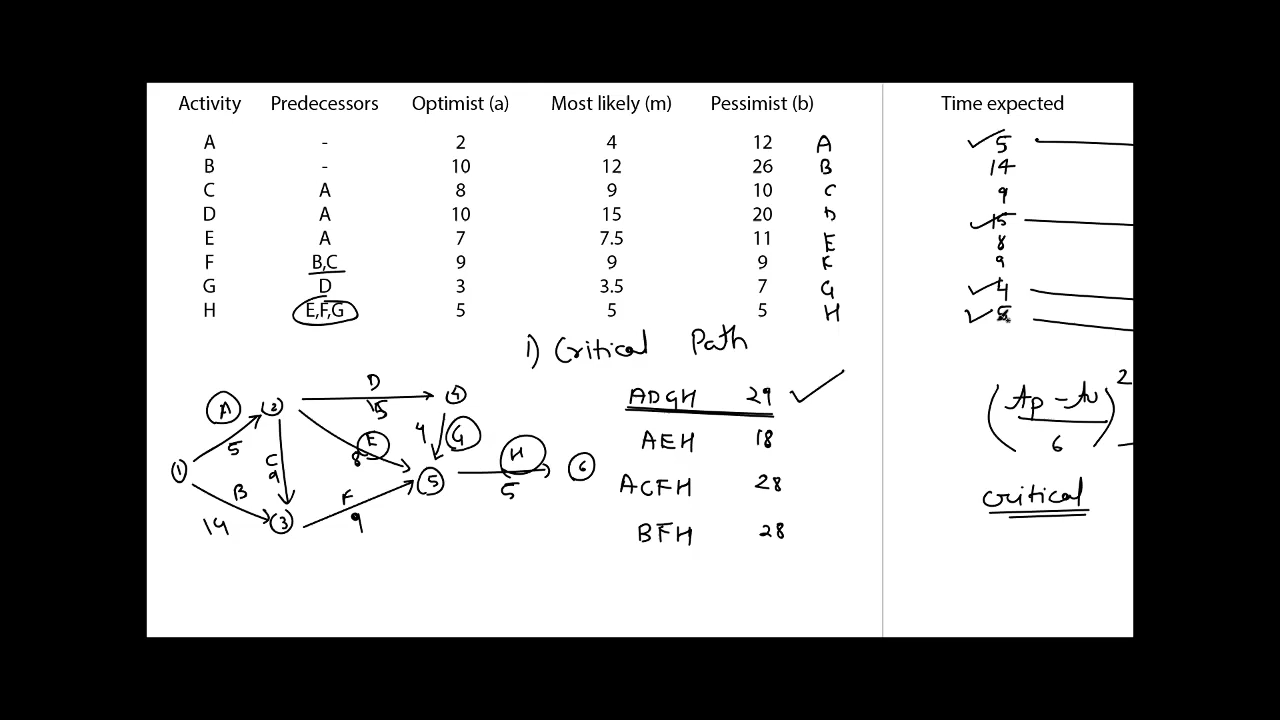 Activity Predecessors Optimist (a) Most likely (m) Pessimist (b) Time expected
A - 2 4 12 A 5
B - 10 12 26 B 14
C A 8 9 10 C 9
D A 10 15 20 D 15
E A 7 7.5 11 E 8
F B,C 9 9 9 F 9
G D 3 3.5 7 G 4
H E,F,G 5 5 5 H 5
1) Critical Path
ADGH 29
AEH 18
ACFH 28
BFH 28
A 2 D 15 4
1 5 C 9 E 8 4 G H 5 6
B 14 3 F 9 5
2
6
critical